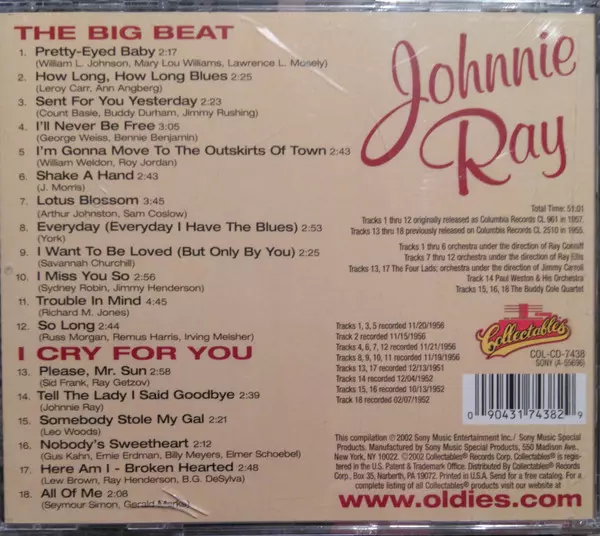 THE BIG BEAT
1. Pretty-Eyed Baby 2:17
(William L. Johnson, Mary Lou Williams, Lawrence L. Mosely)
2. How Long, How Long Blues 2:25
(Leroy Carr, Ann Angberg)
3. Sent For You Yesterday 2:23
(Count Basie, Buddy Durham, Jimmy Rushing)
4. I'll Never Be Free 3:05
(George Weiss, Bennie Benjamin)
5 I'm Gonna Move To The Outskirts Of Town 2:43
(William Weldon, Roy Jordan)
6. Shake A Hand 2:43
(J. Morris)
7. Lotus Blossom 3:45
(Arthur Johnston, Sam Coslow)
8. Everyday (Everyday I Have The Blues) 2:53
(York)
9. I Want To Be Loved (But Only By You) 2:25
(Savannah Churchill)
10. I Miss You So 2:56
(Sydney Robin, Jimmy Henderson)
11. Trouble In Mind 4:45
(Richard M. Jones)
12. So Long 2:44
(Russ Morgan, Remus Harris, Irving Melsher)
I CRY FOR YOU
13. Please, Mr. Sun 2:58
(Sid Frank, Ray Getzov)
14. Tell The Lady I Said Goodbye 2:39
(Johnnie Ray)
15. Somebody Stole My Gal 2:21
(Leo Woods)
16. Nobody's Sweetheart 2:12
(Gus Kahn, Ernie Erdman, Billy Meyers, Elmer Schoebel)
17. Here Am I - Broken Hearted 2:48
(Lew Brown, Ray Henderson, B.G. DeSylva)
18. All Of Me 2:08
(Seymour Simon, Gerald Marks)
Johnnie
Ray
Total Time: 51:01
Tracks 1 thru 12 originally released as Columbia Records CL 961 in 1957.
Tracks 13 thru 18 previously released on Columbia Records CL 2510 in 1955.
Tracks 1 thru 6 orchestra under the direction of Ray Conniff
Tracks 7 thru 12 orchestra under the direction of Ray Ellis
Tracks 13, 17 The Four Lads; orchestra under the direction of Jimmy Carroll
Track 14 Paul Weston & His Orchestra
Tracks 15, 16, 18 The Buddy Cole Quartet
Tracks 1, 3, 5 recorded 11/20/1956
Track 2 recorded 11/15/1956
Tracks 4, 6, 7, 12 recorded 11/21/1956
Tracks 8, 9, 10, 11 recorded 11/19/1956
Tracks 13, 17 recorded 12/13/1951
Tracks 14 recorded 12/04/1952
Tracks 15, 16 recorded 10/13/1952
Track 18 recorded 02/07/1952
Collectables
COL-CD-7438
SONY (A-55696)
0 90431 74382 9
This compilation ℗ 2002 Sony Music Entertainment Inc./ Sony Music Special
Products. Manufactured by Sony Music Special Products, 550 Madison Ave.,
New York, NY 10022. ©2002 Collectables Records Corp. Collectables® is regis-
tered in the U.S. Patent & Trademark Office. Distributed By Collectables® Records
Corp., Box 35, Narberth, PA 19072. Printed in U.S.A. Send for a free catalog. For a
complete listing of all Collectables® products visit our website at
www.oldies.com